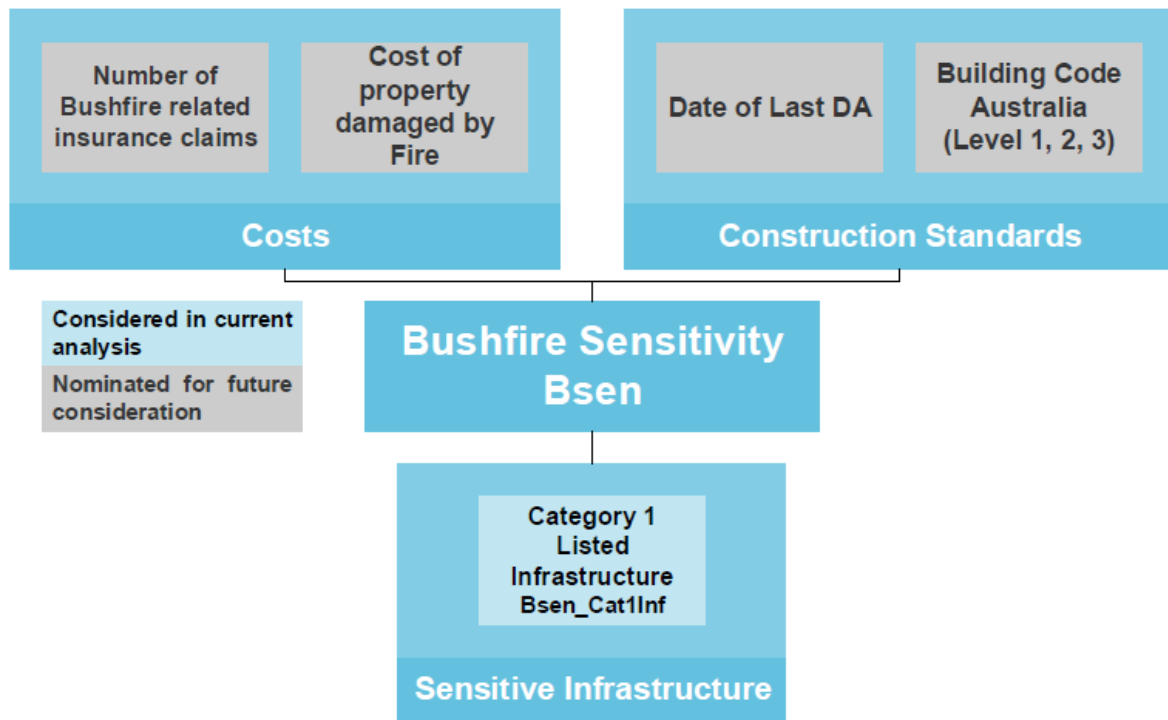 Number of
Bushfire related
insurance claims
Cost of
property
damaged by
Fire
Costs
Date of Last DA
Building Code
Australia
(Level 1, 2, 3)
Construction Standards
Considered in current
analysis
Nominated for future
consideration
Bushfire Sensitivity
Bsen
Category 1
Listed
Infrastructure
Bsen_Cat1Inf
Sensitive Infrastructure